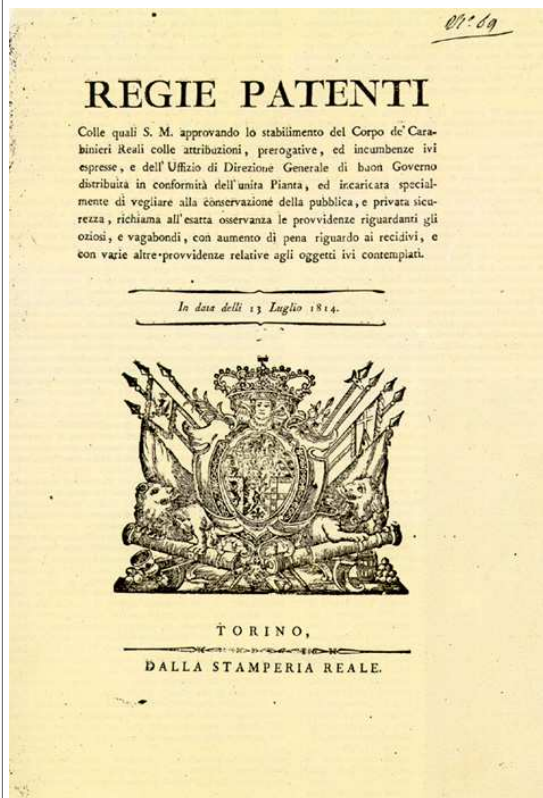 N.° 69
REGIE PATENTI
Colle quali S. M. approvando lo stabilimento del Corpo de' Cara-
binieri Reali colle attribuzioni, prerogative, ed incumbenze ivi
espresse, e dell'Uffizio di Direzione Generale di buon Governo
distribuita in conformità dell'unita Pianta, ed incaricata special-
mente di vegliare alla conservazione della pubblica, e privata sicu-
rezza, richiama all'esatta osservanza le provvidenze riguardanti gli
oziosi, e vagabondi, con aumento di pena riguardo ai recidivi, e
con varie altre provvidenze relative agli oggetti ivi contemplati.
In data delli 13 Luglio 1814.
TORINO,
DALLA STAMPERIA REALE.